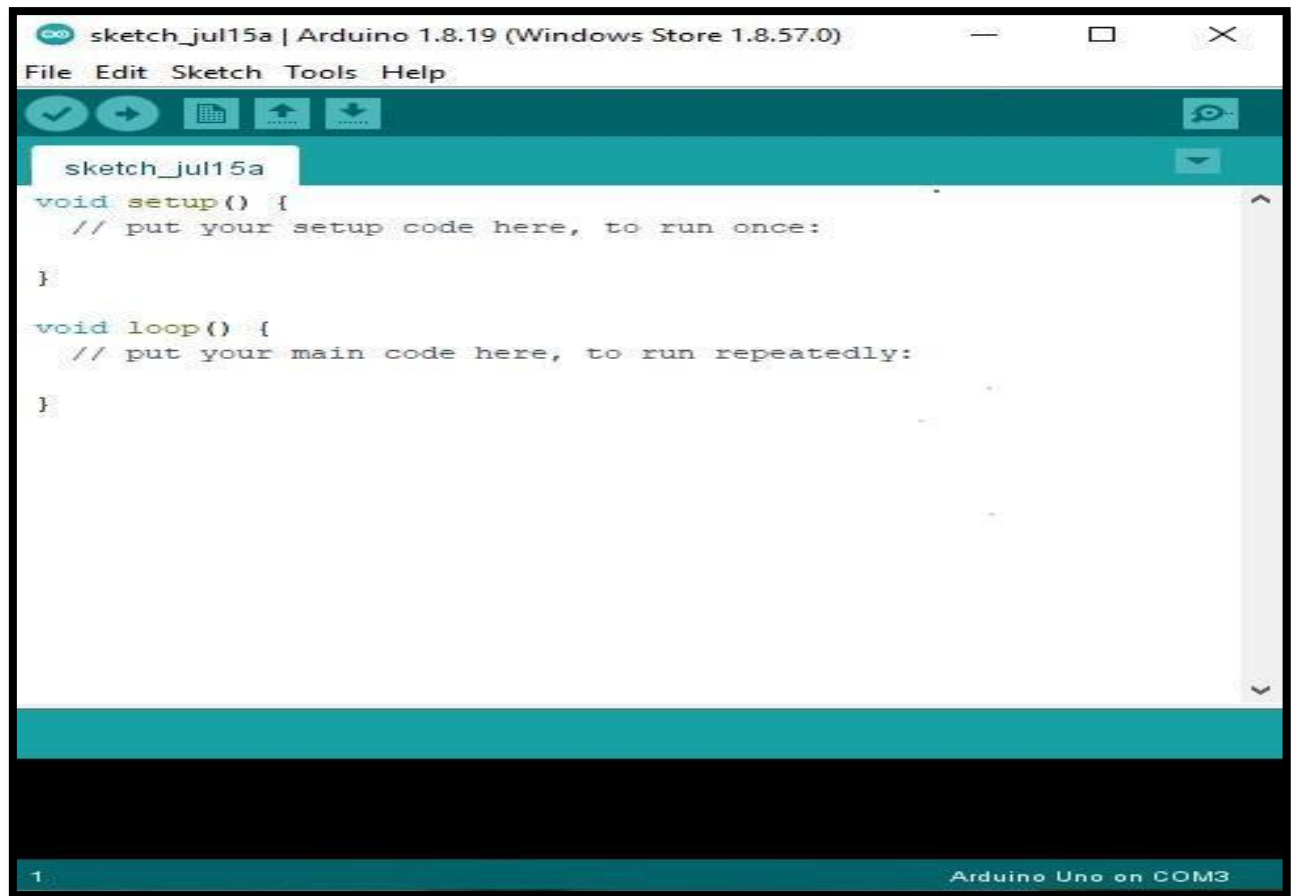 sketch_jul15a | Arduino 1.8.19 (Windows Store 1.8.57.0)
File Edit Sketch Tools Help
sketch_jul15a
void setup() {
  // put your setup code here, to run once:
}
void loop() {
  // put your main code here, to run repeatedly:
}
1 Arduino Uno on COM3